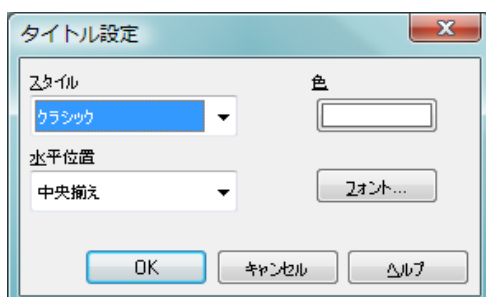 タイトル設定
スタイル
色
クラシック
水平位置
中央揃え
フォント...
OK
キャンセル
ヘルプ